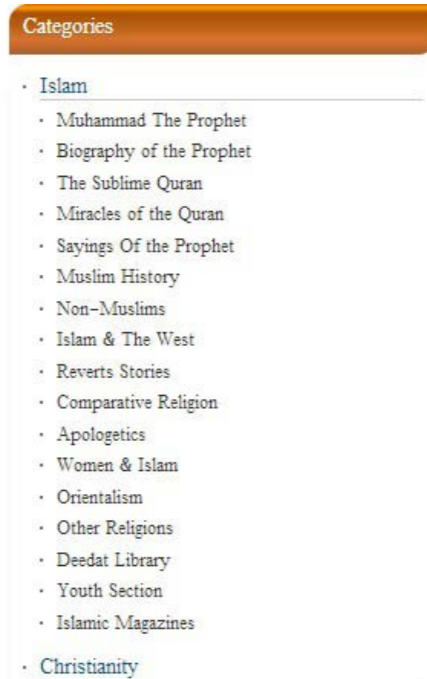 Categories
Islam
Muhammad The Prophet
Biography of the Prophet
The Sublime Quran
Miracles of the Quran
Sayings Of the Prophet
Muslim History
Non-Muslims
Islam & The West
Reverts Stories
Comparative Religion
Apologetics
Women & Islam
Orientalism
Other Religions
Deedat Library
Youth Section
Islamic Magazines
Christianity